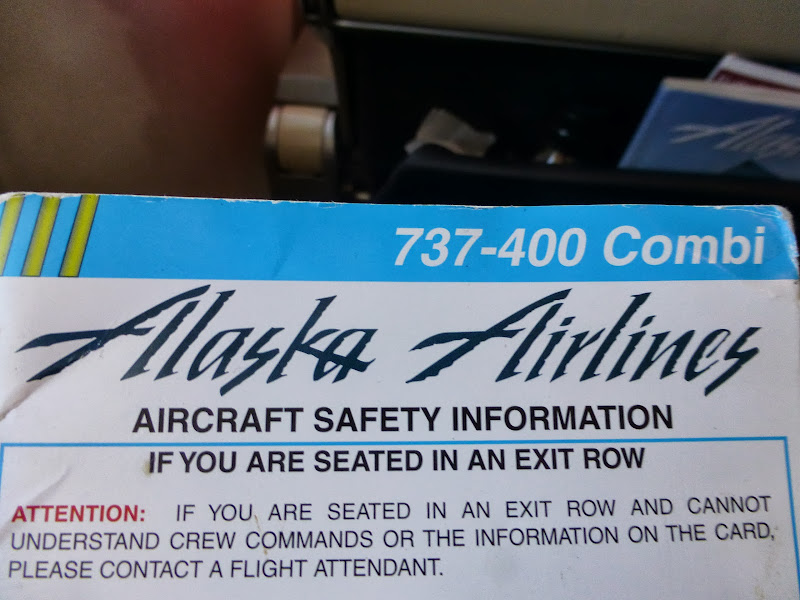 Alaska
737-400 Combi
Alaska Airlines
AIRCRAFT SAFETY INFORMATION
IF YOU ARE SEATED IN AN EXIT ROW
ATTENTION: IF YOU ARE SEATED IN AN EXIT ROW AND CANNOT
UNDERSTAND CREW COMMANDS OR THE INFORMATION ON THE CARD,
PLEASE CONTACT A FLIGHT ATTENDANT.